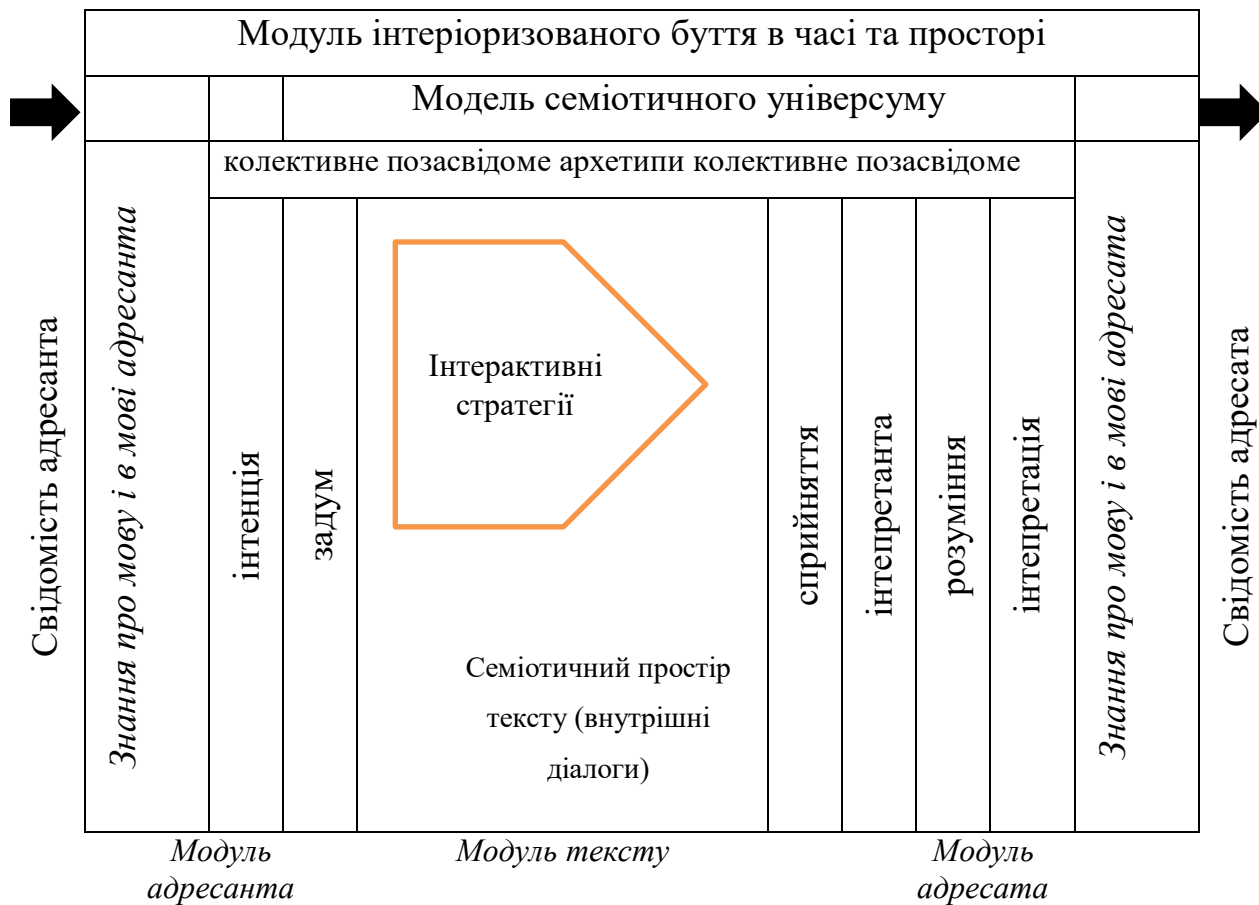 Модуль інтеріоризованого буття в часі та просторі
Модель семіотичного універсуму
колективне позасвідоме архетипи колективне позасвідоме
Свідомість адресанта
Знання про мову і в мові адресанта
інтенція
задум
Інтерактивні
стратегії
Семіотичний простір
тексту (внутрішні
діалоги)
сприйняття
інтепретанта
розуміння
інтепретація
Знання про мову і в мові адресата
Свідомість адресата
Модуль
адресанта
Модуль тексту
Модуль
адресата